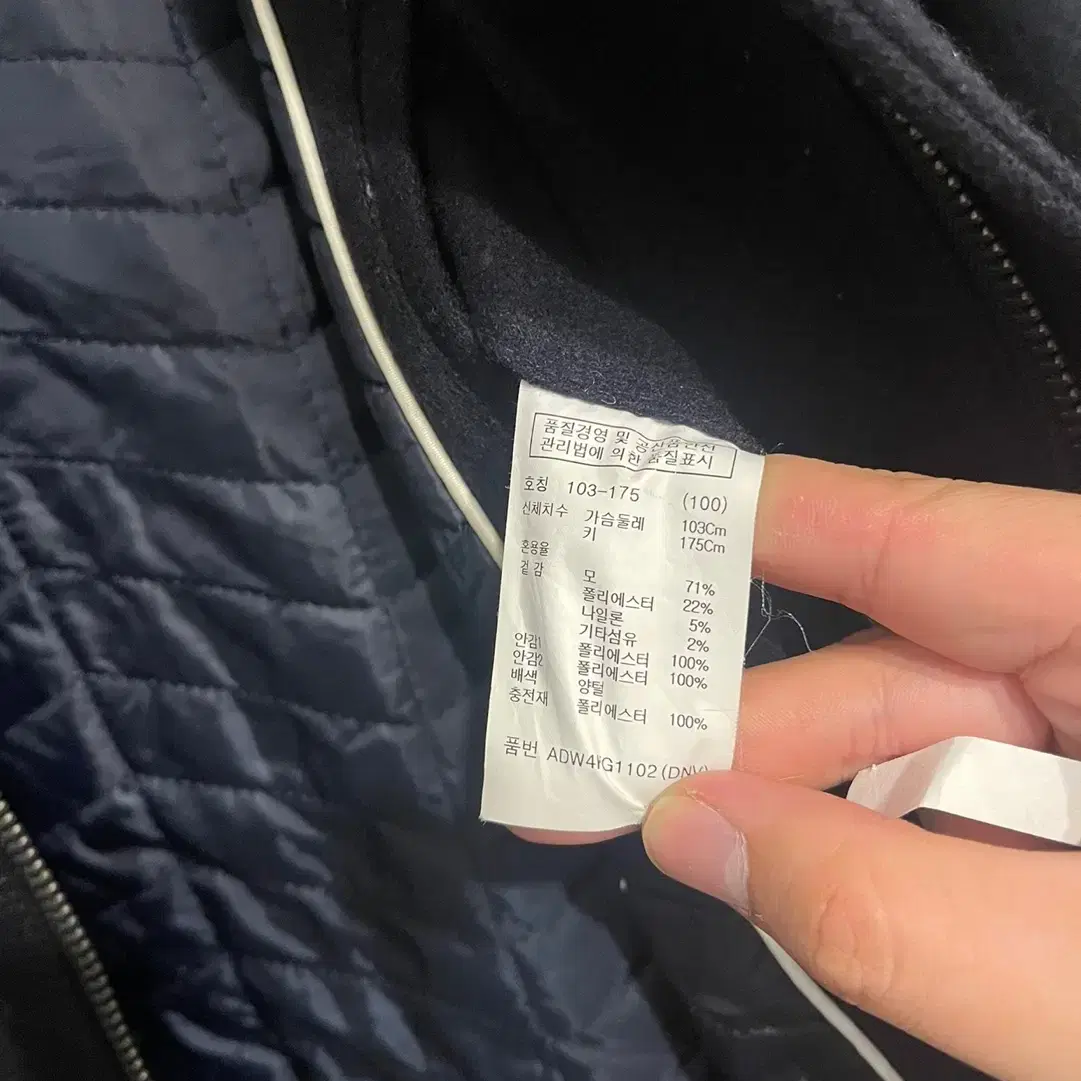 품질경영 및 공산품안전
관리법에 의한 품질표시
호칭 103-175 (100)
신체치수 가슴둘레 103Cm
키 175Cm
혼용율
겉감 모 71%
폴리에스터 22%
나일론 5%
기타섬유 2%
안감1 폴리에스터 100%
안감2 폴리에스터 100%
배색 양털
충전재 폴리에스터 100%
품번